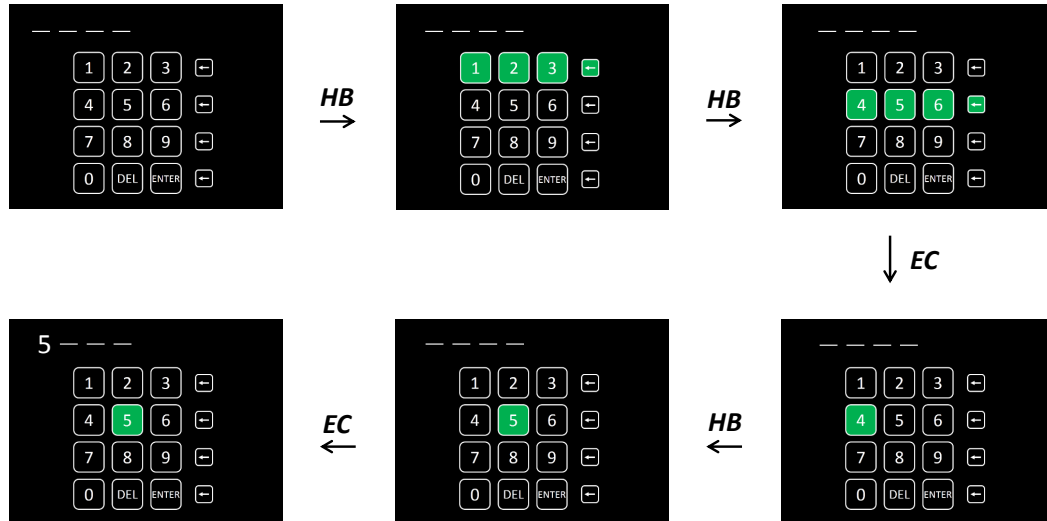 1 2 3 ←
4 5 6 ←
7 8 9 ←
0 DEL ENTER ←
HB
1 2 3 ←
4 5 6 ←
7 8 9 ←
0 DEL ENTER ←
HB
1 2 3 ←
4 5 6 ←
7 8 9 ←
0 DEL ENTER ←
EC
1 2 3 ←
4 5 6 ←
7 8 9 ←
0 DEL ENTER ←
HB
1 2 3 ←
4 5 6 ←
7 8 9 ←
0 DEL ENTER ←
EC
5 _ _ _
1 2 3 ←
4 5 6 ←
7 8 9 ←
0 DEL ENTER ←